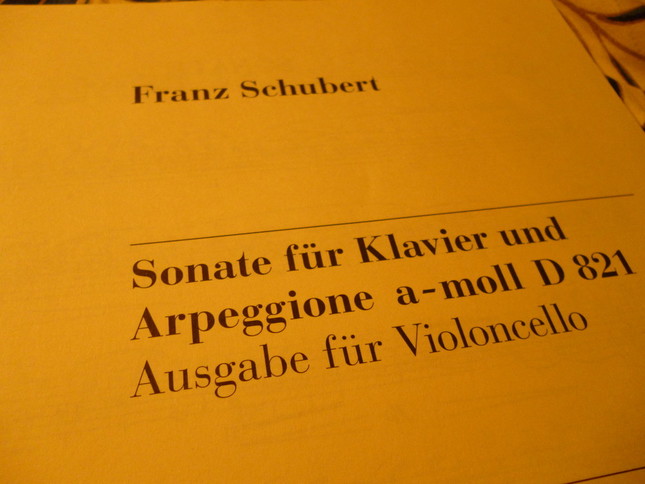 Franz Schubert
Sonate für Klavier und
Arpeggione a-moll D 821
Ausgabe für Violoncello